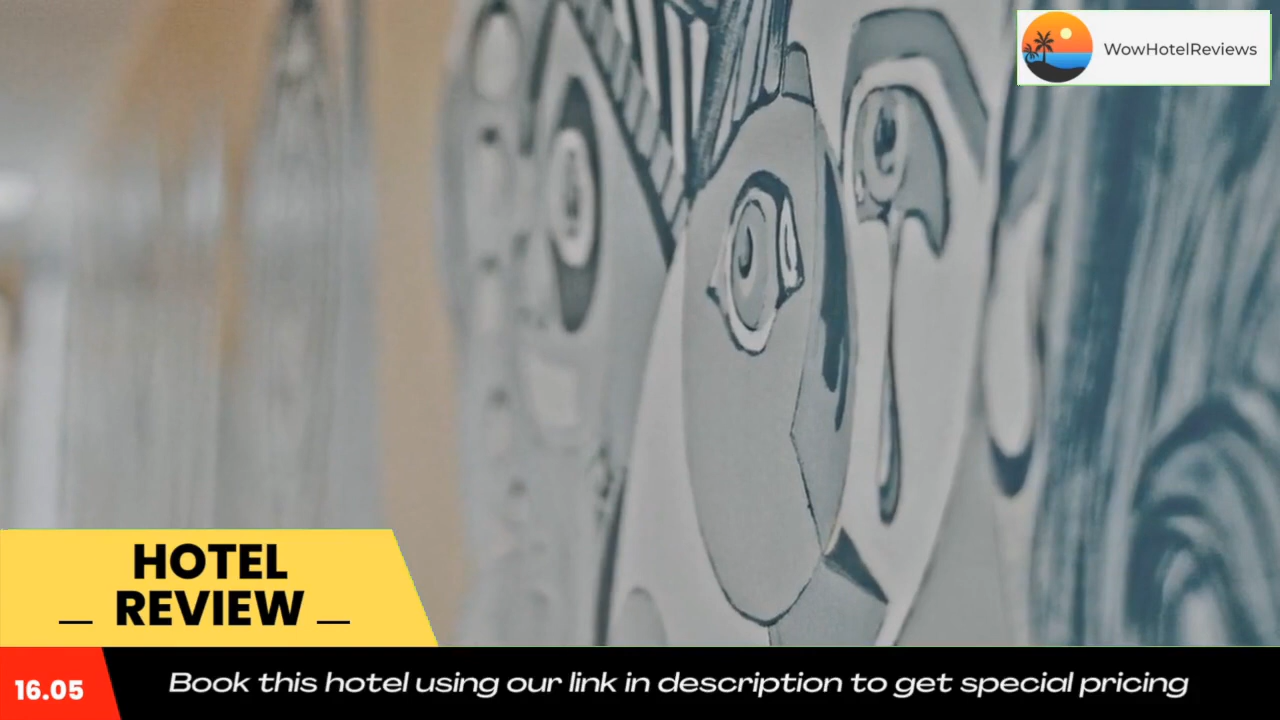 WowHotelReviews
HOTEL
REVIEW
16.05
Book this hotel using our link in description to get special pricing